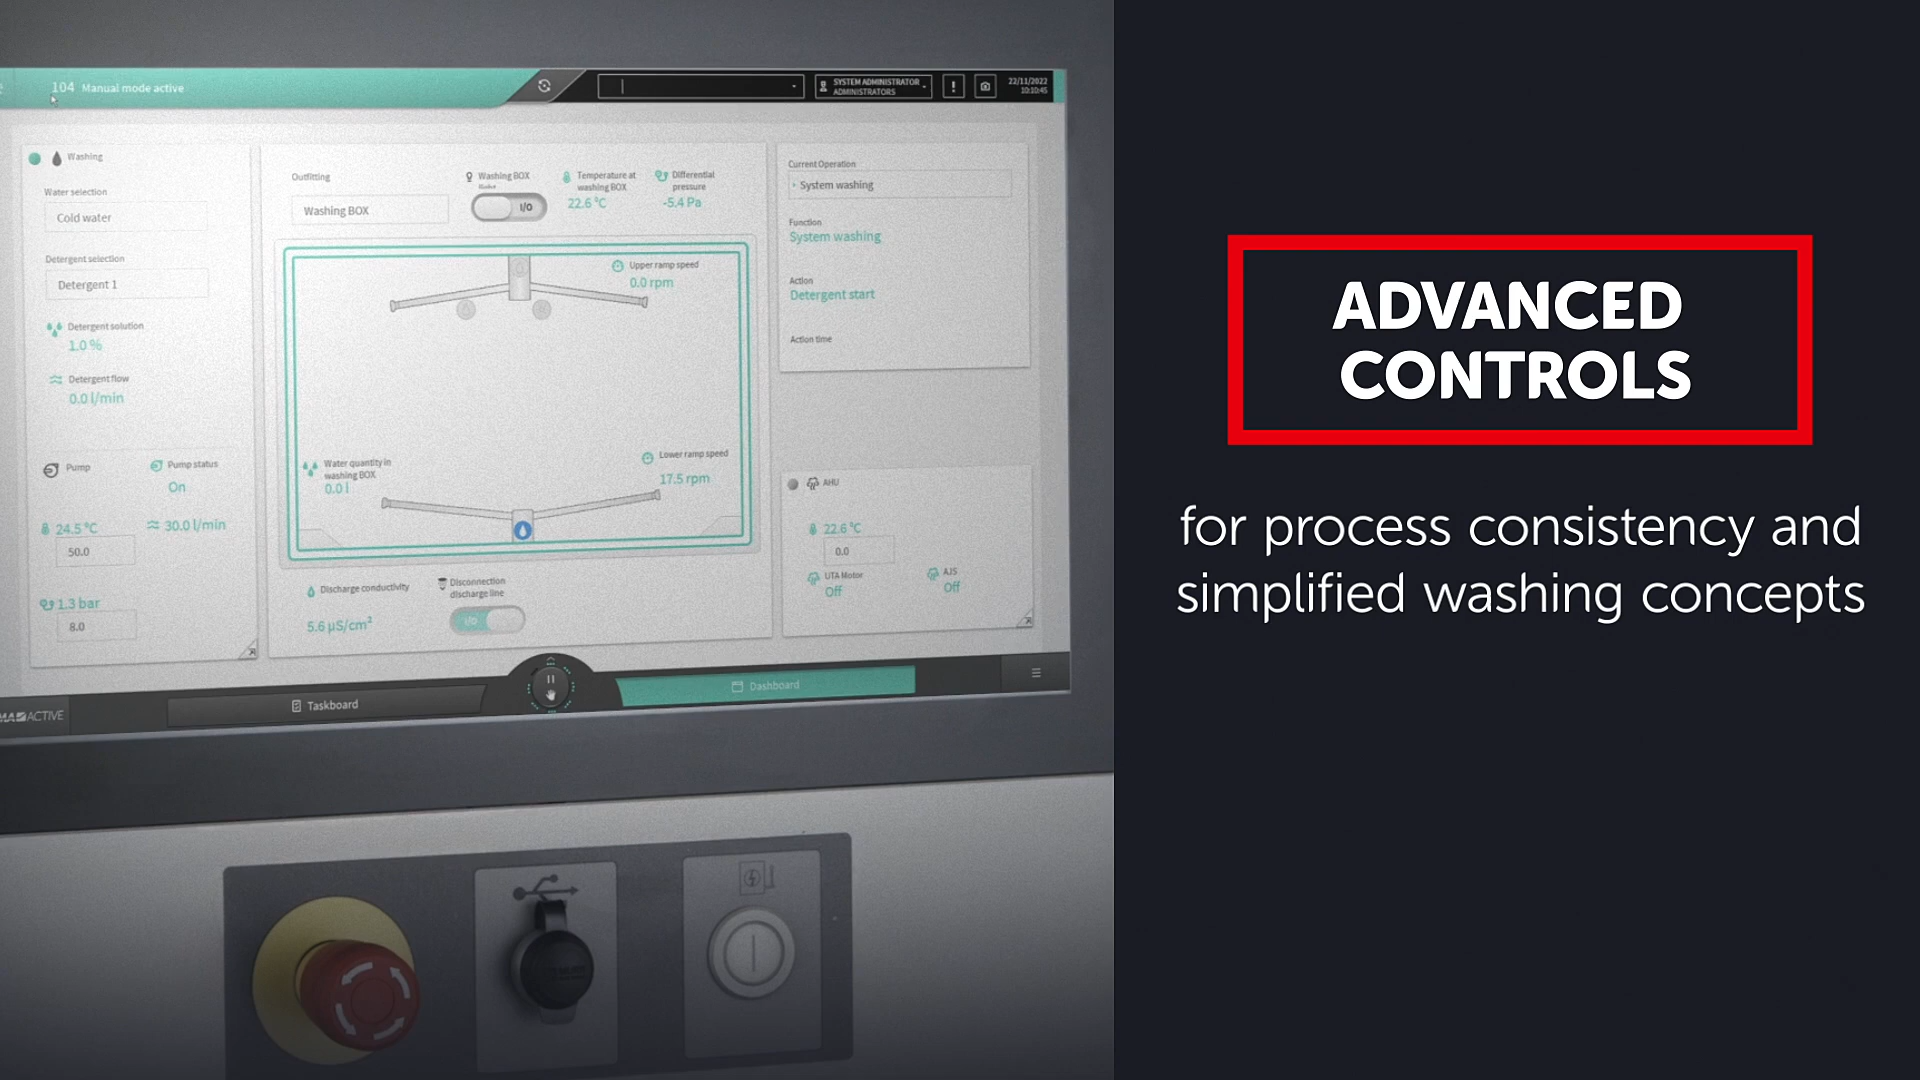 104 Manual mode active
SYSTEM ADMINISTRATOR
ADMINISTRATORS
!
22/11/2022
10:10:45
Washing
Water selection
Cold water
Detergent selection
Detergent 1
Detergent solution
1.0 %
Detergent flow
0.0 l/min
Pump
Pump status
On
24.5 °C
30.0 l/min
50.0
1.3 bar
8.0
Outfitting
Washing BOX
Washing BOX
I/O
Temperature at
washing BOX
22.6 °C
Differential
pressure
-5.4 Pa
Upper ramp speed
0.0 rpm
Water quantity in
washing BOX
0.0 l
Lower ramp speed
17.5 rpm
Discharge conductivity
5.6 µS/cm²
Disconnection
discharge line
I/O
Current Operation
System washing
Function
System washing
Action
Detergent start
Action time
AHU
22.6 °C
0.0
UTA Motor
Off
AJS
Off
ACTIVE
Taskboard
Dashboard
ADVANCED
CONTROLS
for process consistency and
simplified washing concepts